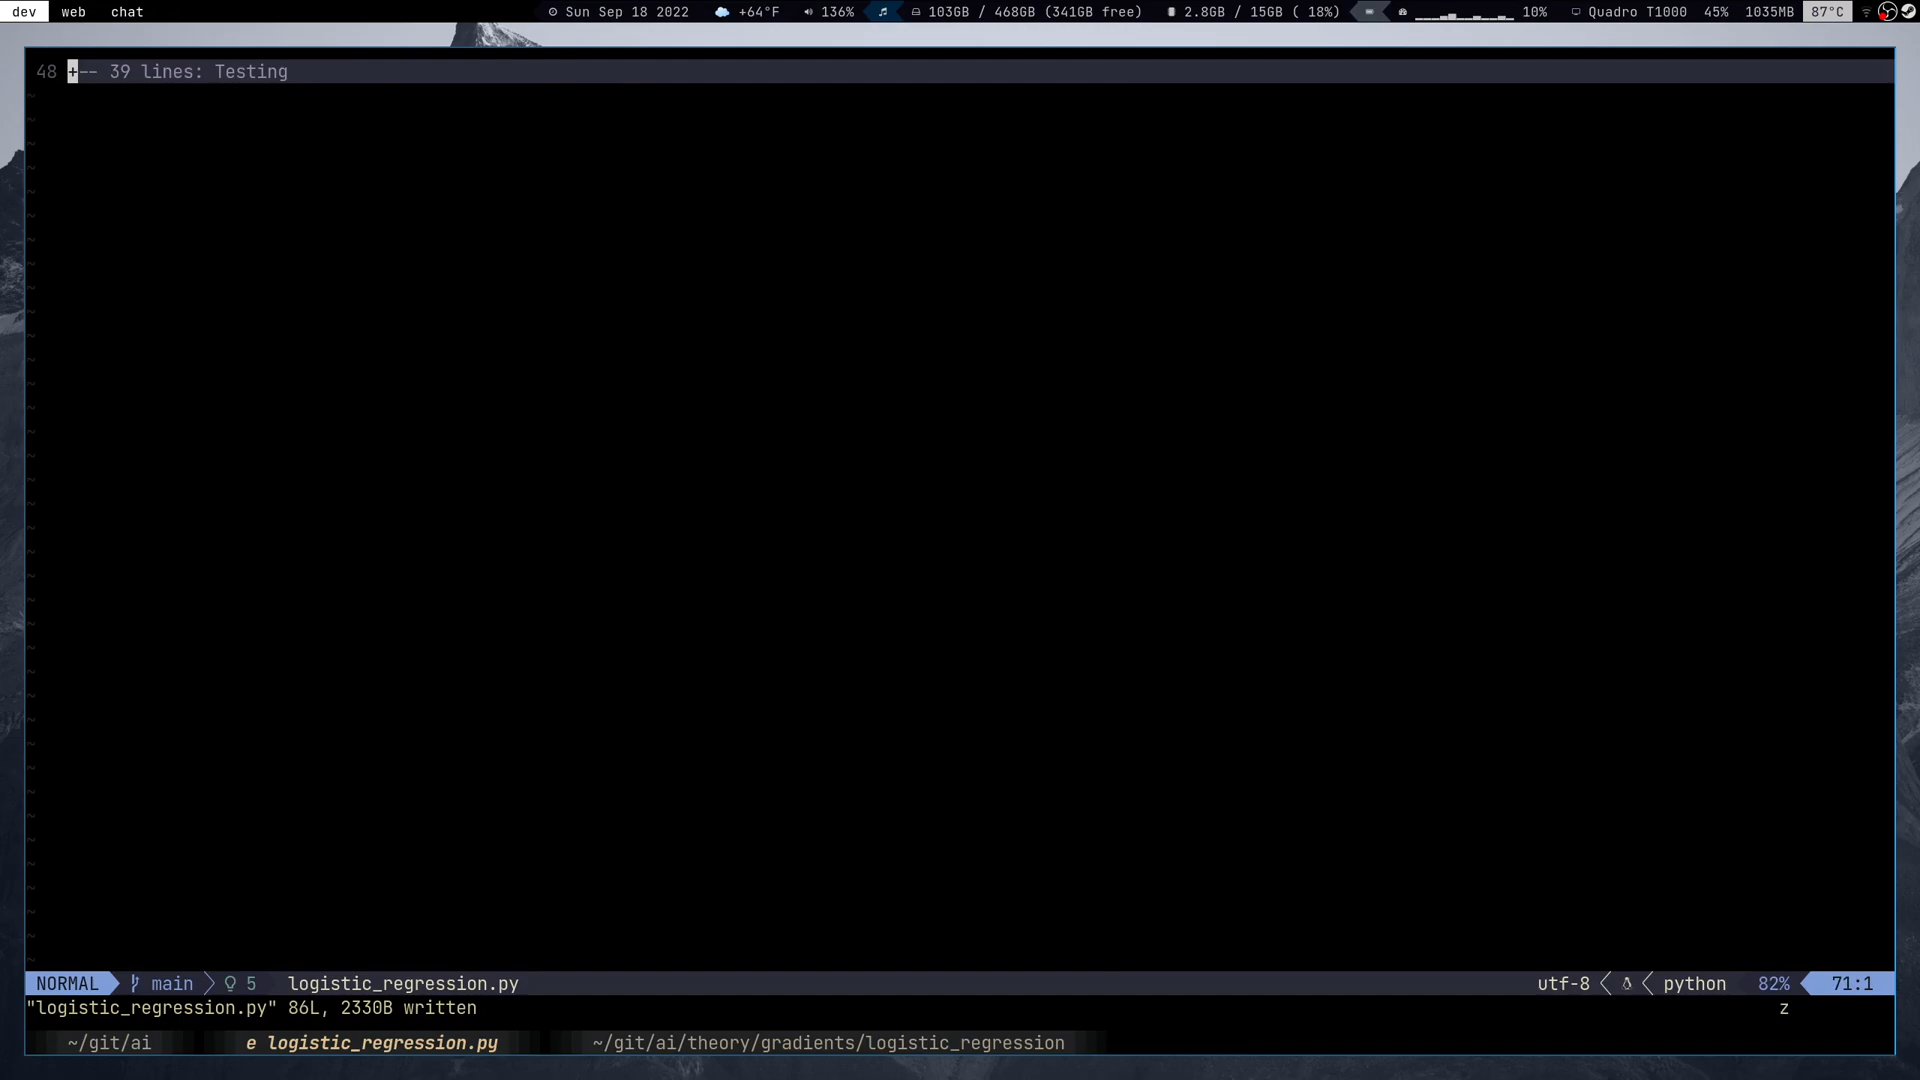 dev web chat Sun Sep 18 2022 +64°F 136% 103GB / 468GB (341GB free) 2.8GB / 15GB ( 18%) 10% Quadro T1000 45% 1035MB 87°C
48 +-- 39 lines: Testing
NORMAL main 5 logistic_regression.py utf-8 python 82% 71:1
"logistic_regression.py" 86L, 2330B written z
~/git/ai e logistic_regression.py ~/git/ai/theory/gradients/logistic_regression